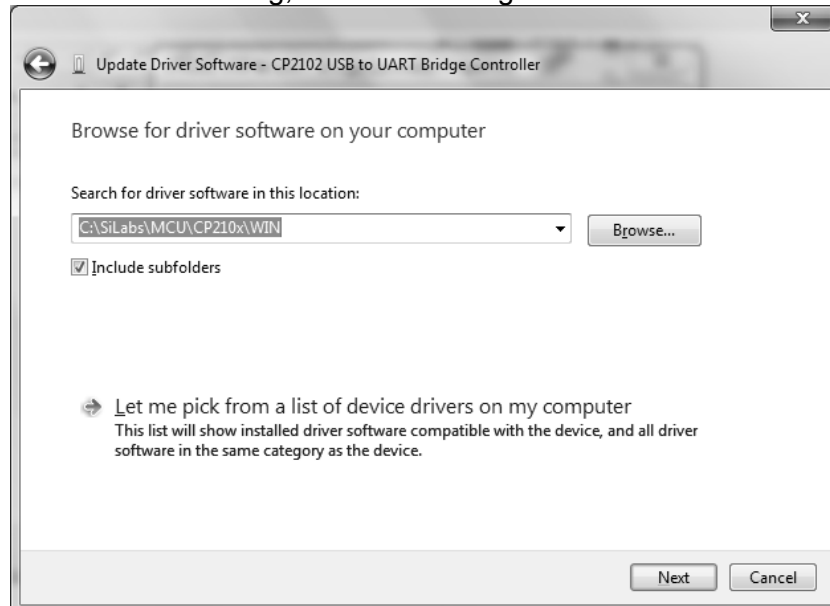 x
Update Driver Software - CP2102 USB to UART Bridge Controller
Browse for driver software on your computer
Search for driver software in this location:
C:\SiLabs\MCU\CP210x\WIN
Browse...
Include subfolders
Let me pick from a list of device drivers on my computer
This list will show installed driver software compatible with the device, and all driver
software in the same category as the device.
Next Cancel